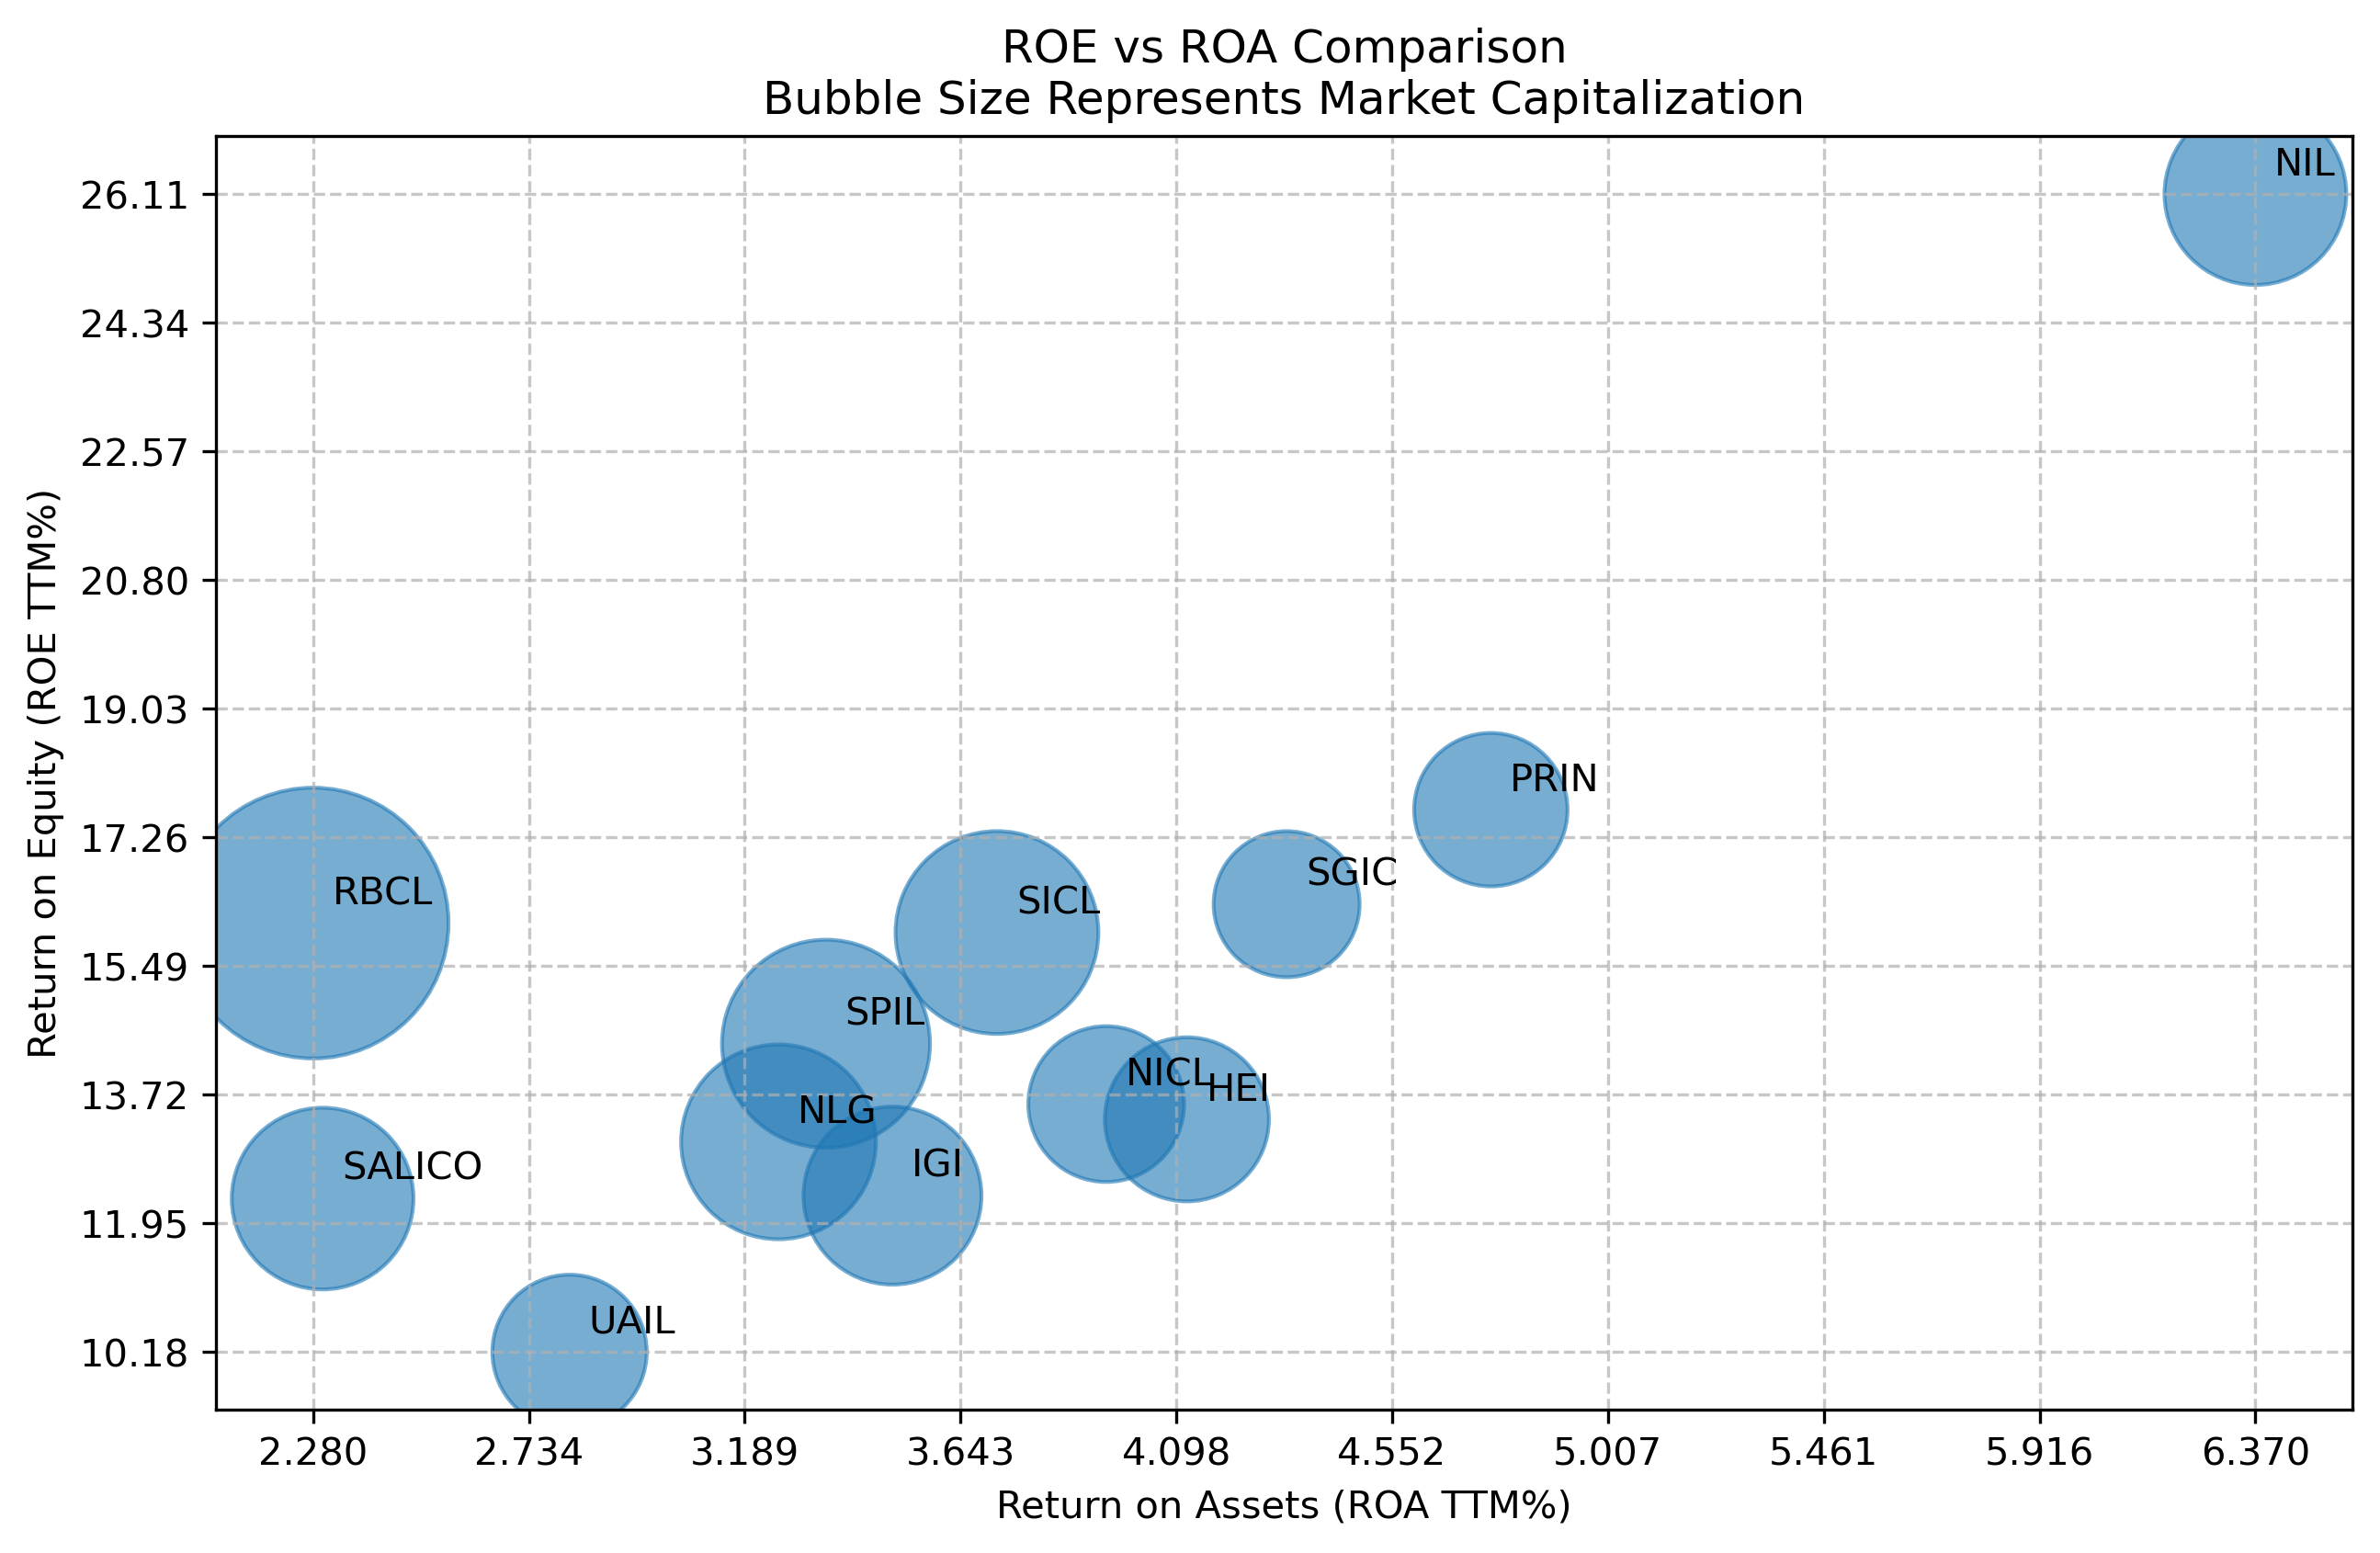 ROE vs ROA Comparison
Bubble Size Represents Market Capitalization
Return on Equity (ROE TTM%)
26.11
24.34
22.57
20.80
19.03
17.26
15.49
13.72
11.95
10.18
NIL
PRIN
SGIC
RBCL
SICL
SPIL
NICL
HEI
NLG
IGI
SALICO
UAIL
2.280 2.734 3.189 3.643 4.098 4.552 5.007 5.461 5.916 6.370
Return on Assets (ROA TTM%)